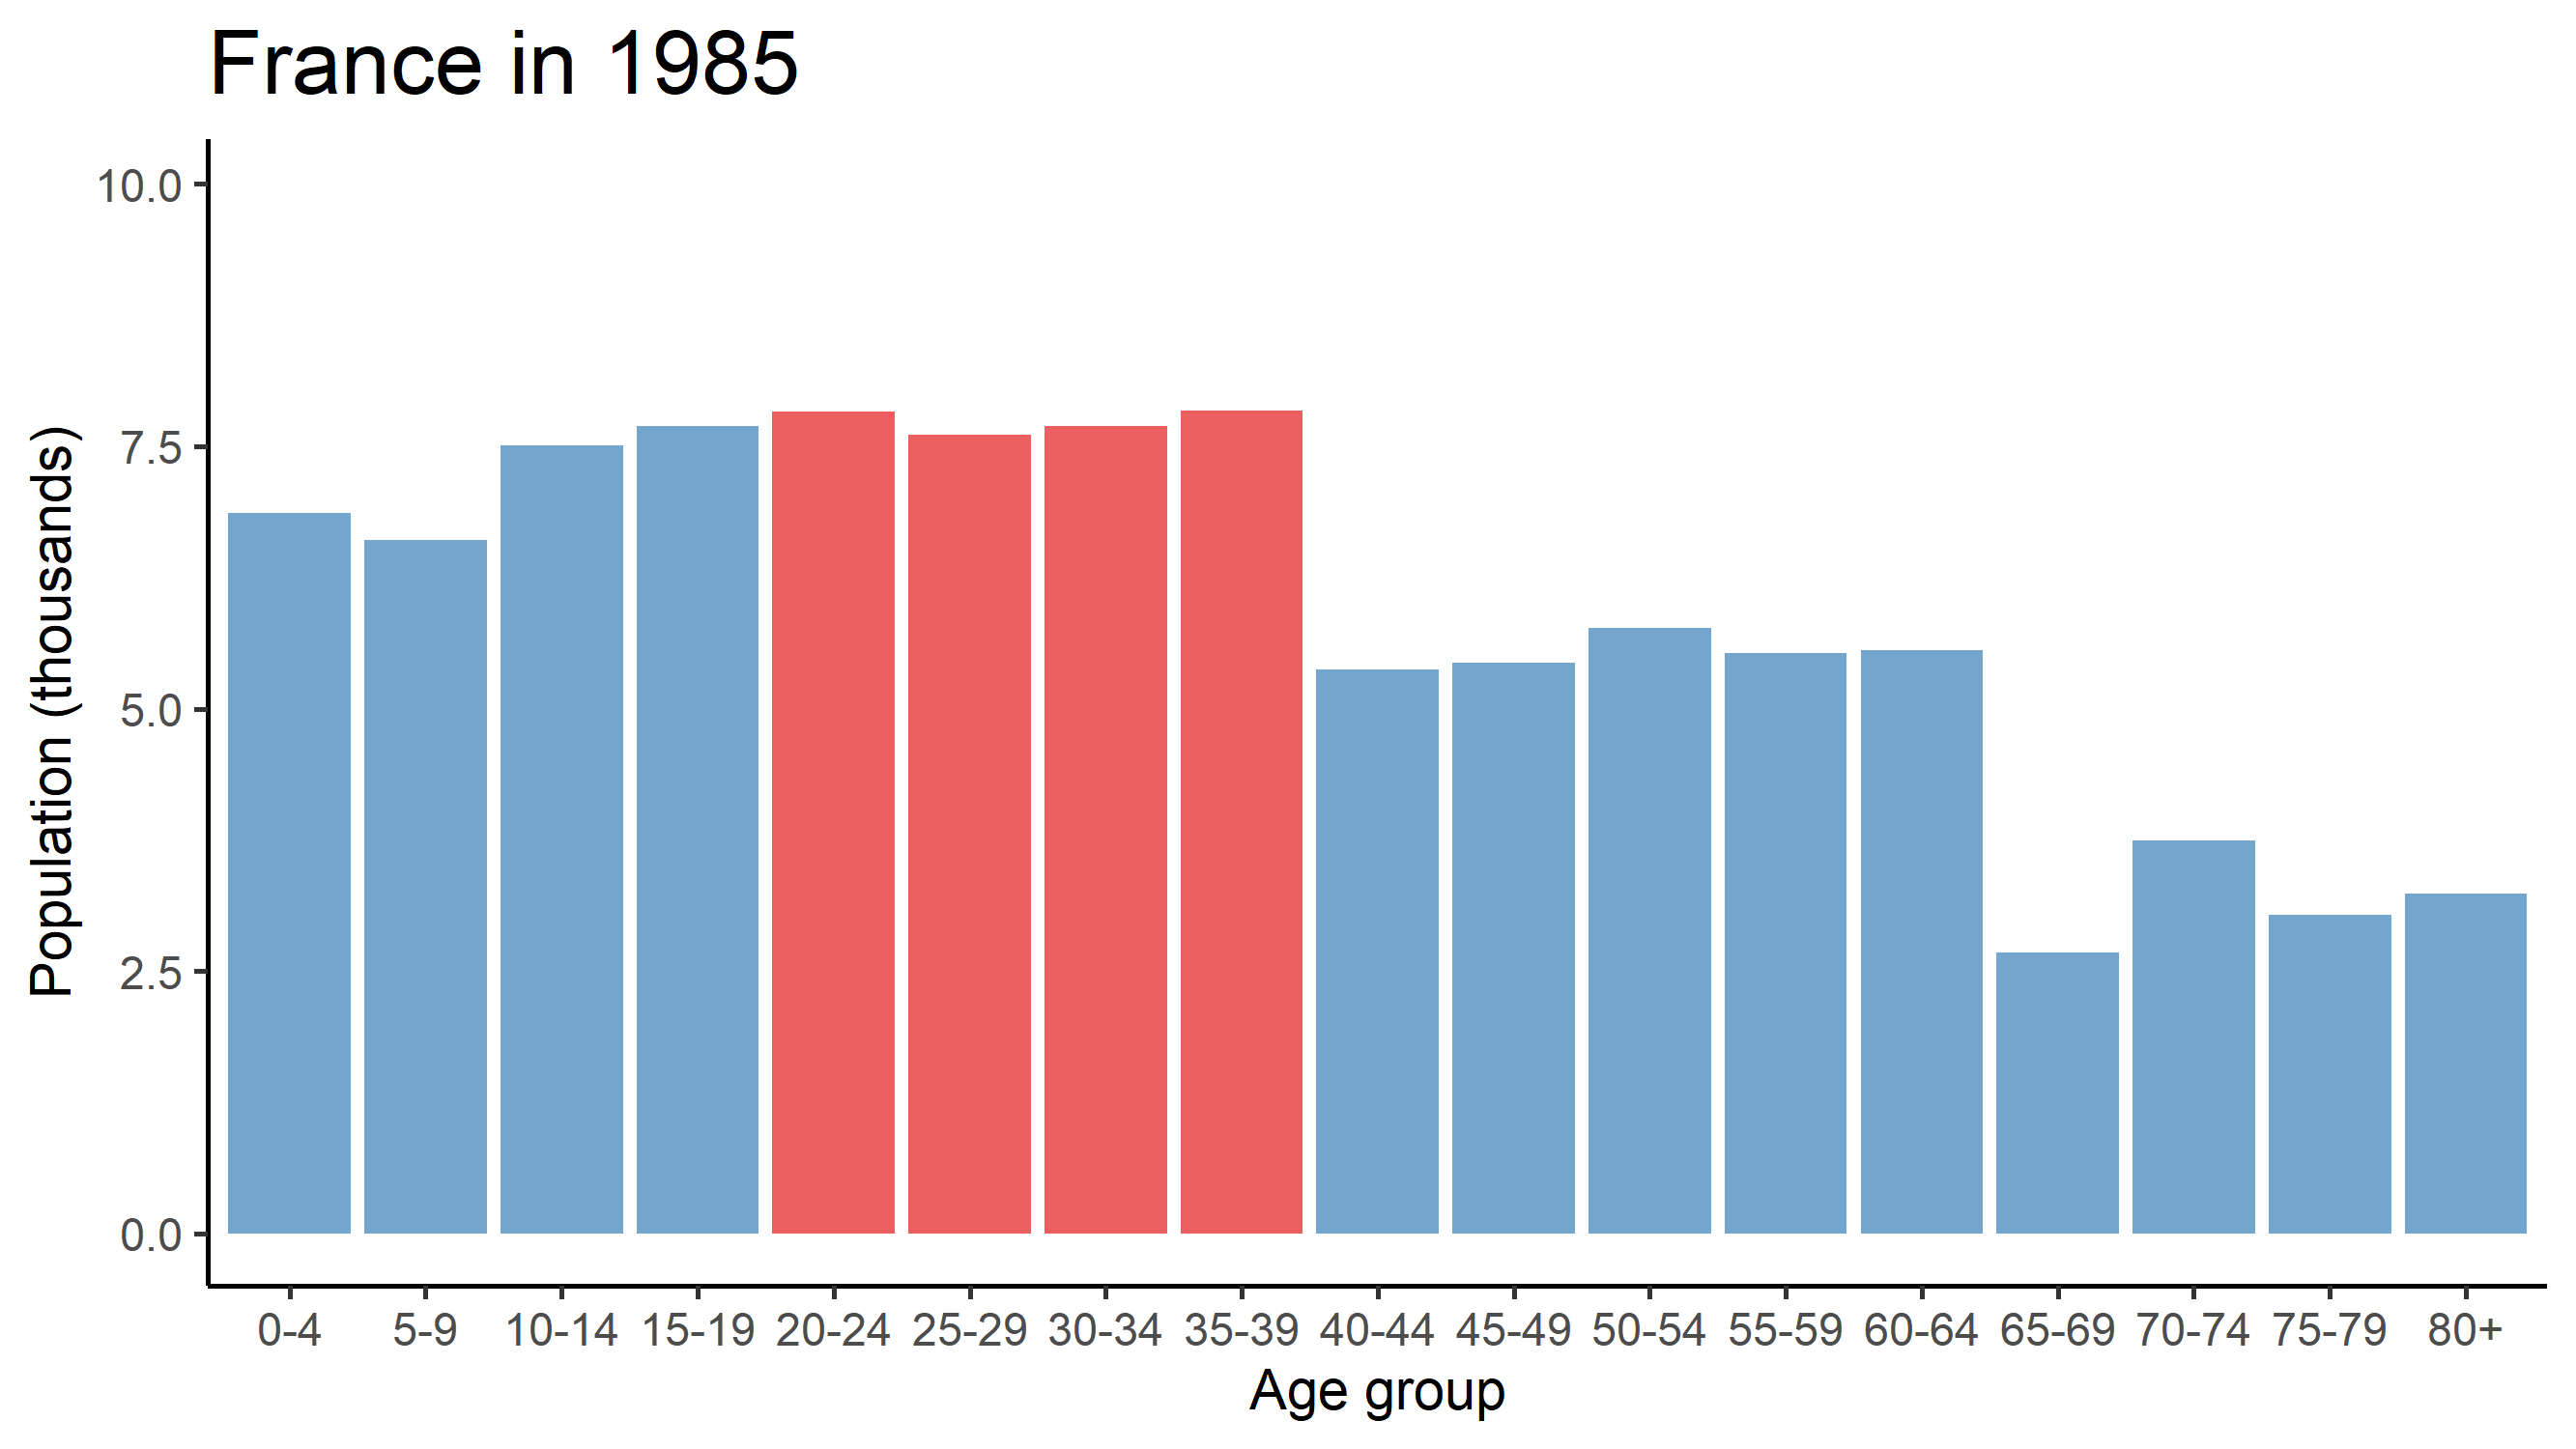 France in 1985
Population (thousands)
10.0
7.5
5.0
2.5
0.0
0-4 5-9 10-14 15-19 20-24 25-29 30-34 35-39 40-44 45-49 50-54 55-59 60-64 65-69 70-74 75-79 80+
Age group